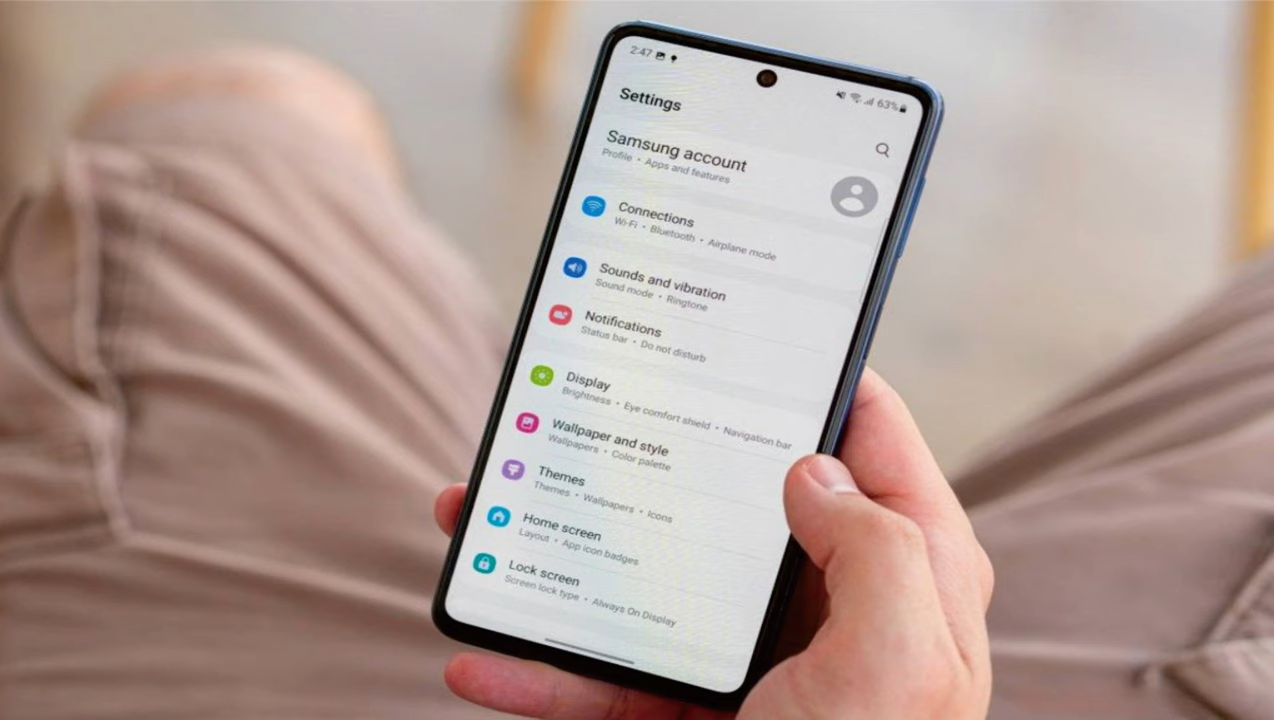 2:47
63%
Settings
Samsung account
Profile • Apps and features
Connections
Wi-Fi • Bluetooth • Airplane mode
Sounds and vibration
Sound mode • Ringtone
Notifications
Status bar • Do not disturb
Display
Brightness • Eye comfort shield • Navigation bar
Wallpaper and style
Wallpapers • Color palette
Themes
Themes • Wallpapers • Icons
Home screen
Layout • App icon badges
Lock screen
Screen lock type • Always On Display